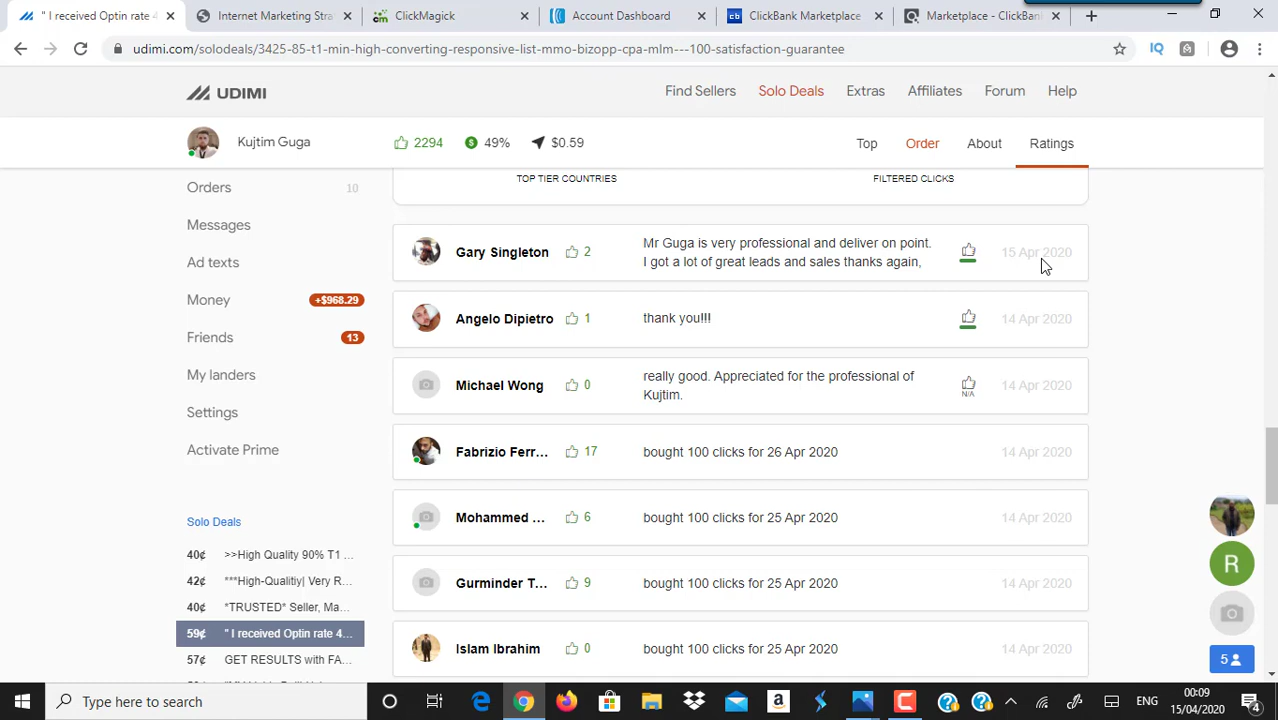 " I received Optin rate 4
Internet Marketing Stra
ClickMagick
Account Dashboard
ClickBank Marketplace
Marketplace - ClickBan
udimi.com/solodeals/3425-85-t1-min-high-converting-responsive-list-mmo-bizopp-cpa-mlm---100-satisfaction-guarantee
UDIMI
Find Sellers
Solo Deals
Extras
Affiliates
Forum
Help
Kujtim Guga
2294
49%
$0.59
Top
Order
About
Ratings
Orders
10
Messages
Ad texts
Money
+$968.29
Friends
13
My landers
Settings
Activate Prime
Solo Deals
40¢ >>High Quality 90% T1 ...
42¢ ***High-Qualitiy| Very R...
40¢ *TRUSTED* Seller, Ma...
59¢ " I received Optin rate 4...
57¢ GET RESULTS with FA...
TOP TIER COUNTRIES
FILTERED CLICKS
Gary Singleton
2
Mr Guga is very professional and deliver on point.
I got a lot of great leads and sales thanks again,
15 Apr 2020
Angelo Dipietro
1
thank you!!!
14 Apr 2020
Michael Wong
0
really good. Appreciated for the professional of
Kujtim.
N/A
14 Apr 2020
Fabrizio Ferr...
17
bought 100 clicks for 26 Apr 2020
14 Apr 2020
Mohammed ...
6
bought 100 clicks for 25 Apr 2020
14 Apr 2020
Gurminder T...
9
bought 100 clicks for 25 Apr 2020
14 Apr 2020
Islam Ibrahim
0
bought 100 clicks for 25 Apr 2020
14 Apr 2020
R
5
Type here to search
ENG
00:09
15/04/2020
4